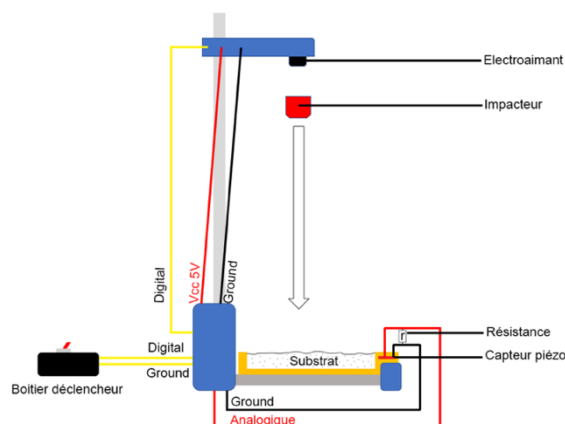 Electroaimant
Impacteur
Digital
Vcc 5V
Ground
Résistance
r
Digital
Substrat
Capteur piézo
Ground
Boitier déclencheur
Ground
Analogique